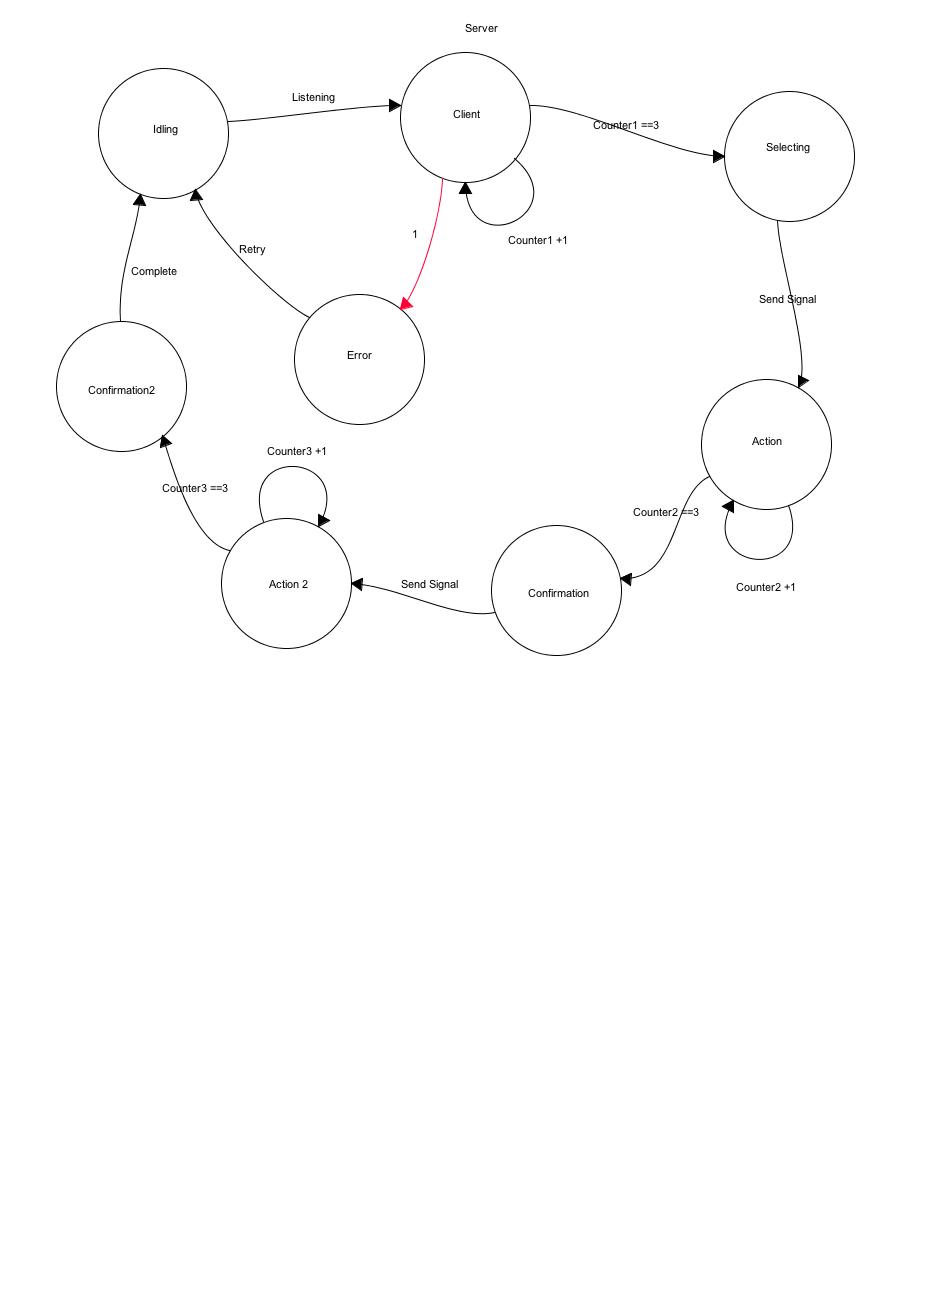 Server
Listening
Idling
Client
Counter1 ==3
Selecting
1
Counter1 +1
Retry
Complete
Send Signal
Error
Confirmation2
Action
Counter3 +1
Counter3 ==3
Counter2 ==3
Action 2
Send Signal
Confirmation
Counter2 +1